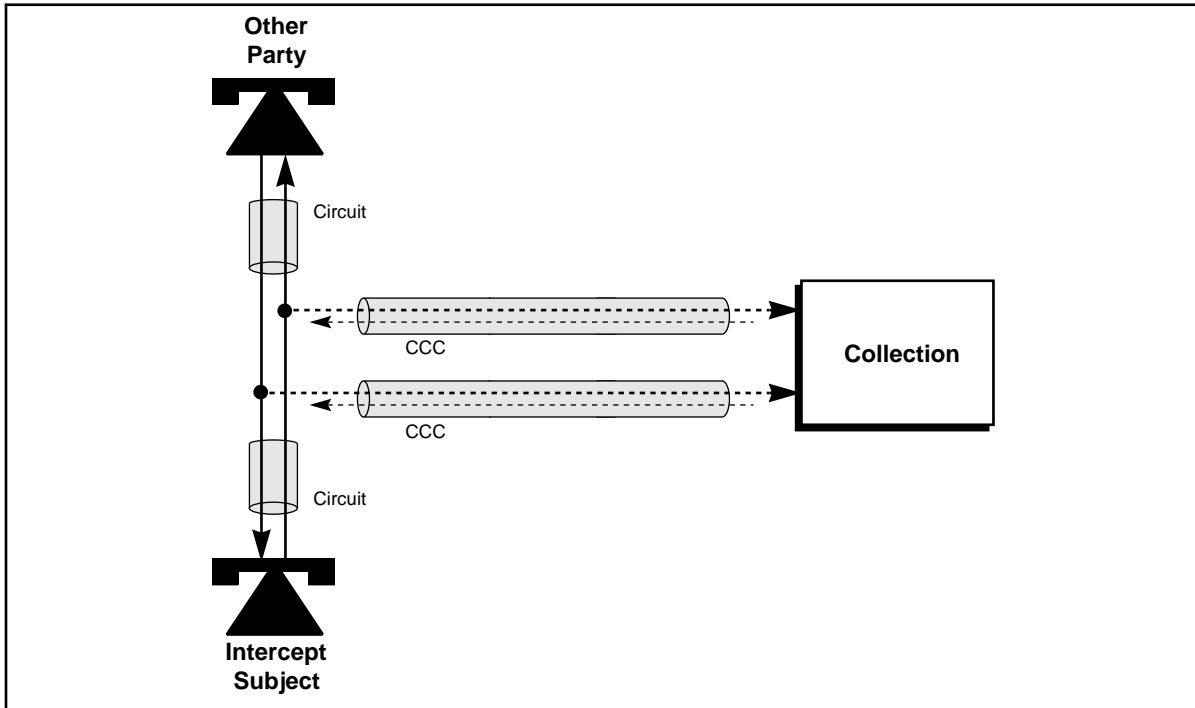 Other
Party
Circuit
CCC
Collection
CCC
Circuit
Intercept
Subject